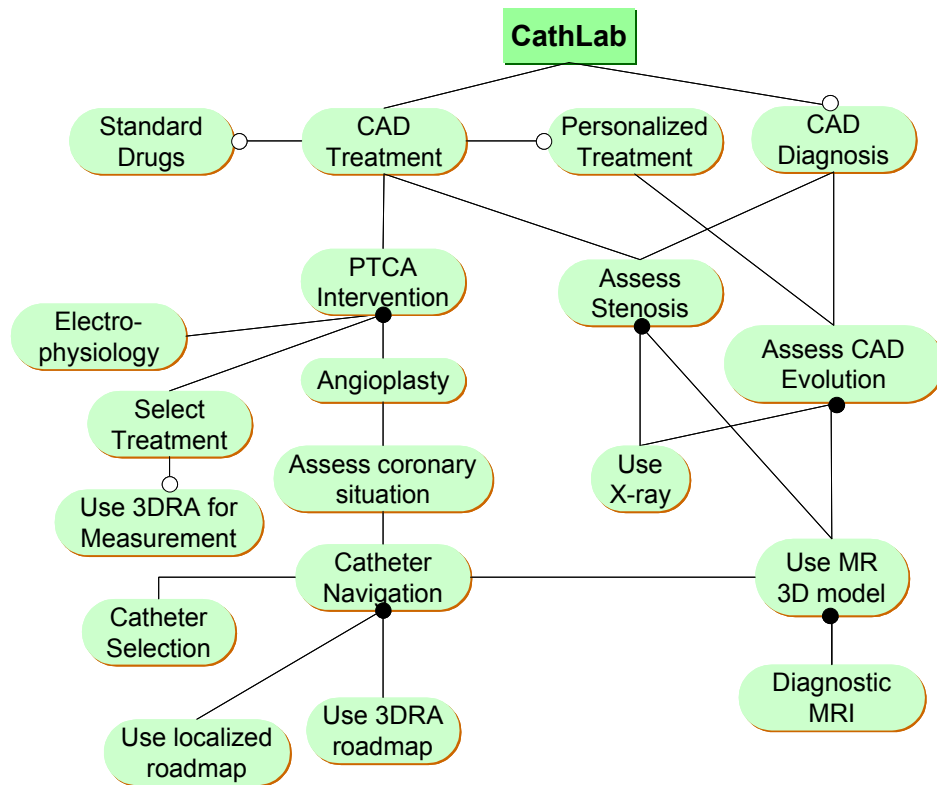 CathLab
Standard
Drugs
CAD
Treatment
Personalized
Treatment
CAD
Diagnosis
PTCA
Intervention
Assess
Stenosis
Electro-
physiology
Angioplasty
Assess CAD
Evolution
Select
Treatment
Assess coronary
situation
Use
X-ray
Use 3DRA for
Measurement
Catheter
Navigation
Use MR
3D model
Catheter
Selection
Diagnostic
MRI
Use localized
roadmap
Use 3DRA
roadmap